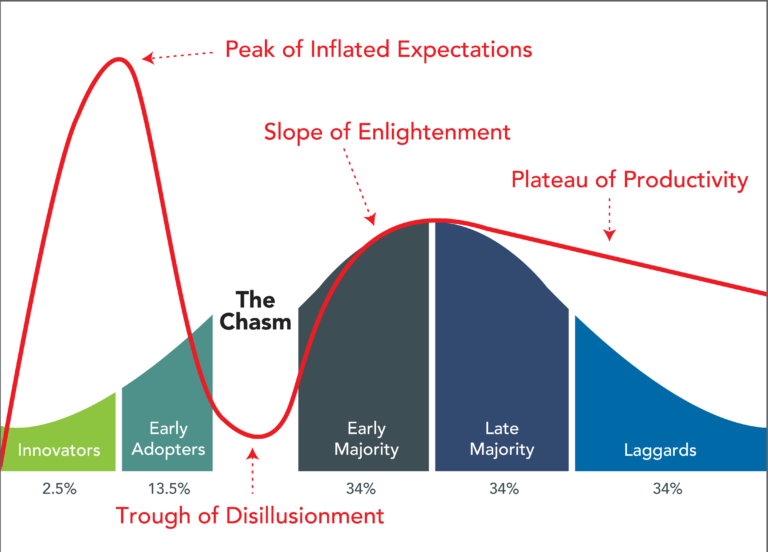 Peak of Inflated Expectations
Slope of Enlightenment
Plateau of Productivity
The
Chasm
Innovators
Early
Adopters
Early
Majority
Late
Majority
Laggards
2.5%
13.5%
34%
34%
34%
Trough of Disillusionment